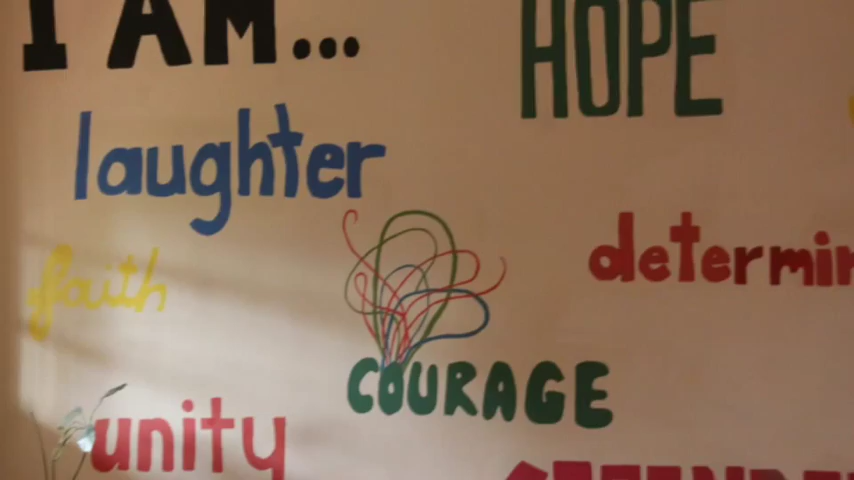 I AM...
HOPE
laughter
determin
faith
COURAGE
unity